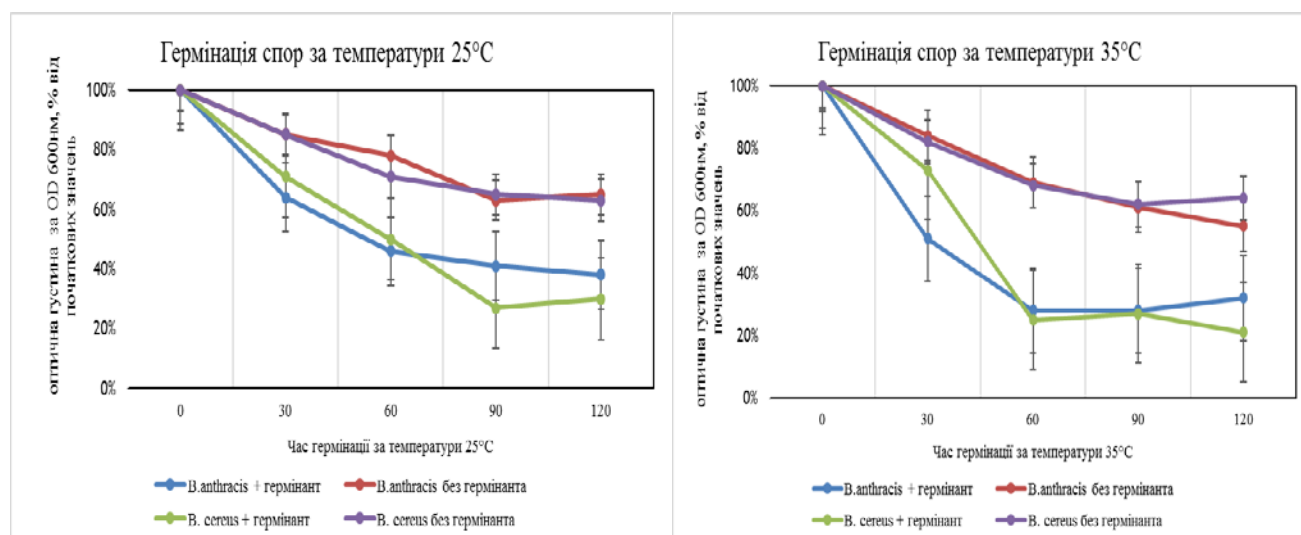 Гермінація спор за температури 25°C
оптична густина за OD 600нм, % від
початкових значень
100%
80%
60%
40%
20%
0%
0 30 60 90 120
Час гермінації за температури 25°C
B.anthracis + гермінант B.anthracis без гермінанта
B. cereus + гермінант B. cereus без гермінанта
Гермінація спор за температури 35°C
оптична густина за OD 600нм, % від
початкових значень
100%
80%
60%
40%
20%
0%
0 30 60 90 120
Час гермінації за температури 35°C
B.anthracis + гермінант B.anthracis без гермінанта
B. cereus + гермінант B. cereus без гермінанта